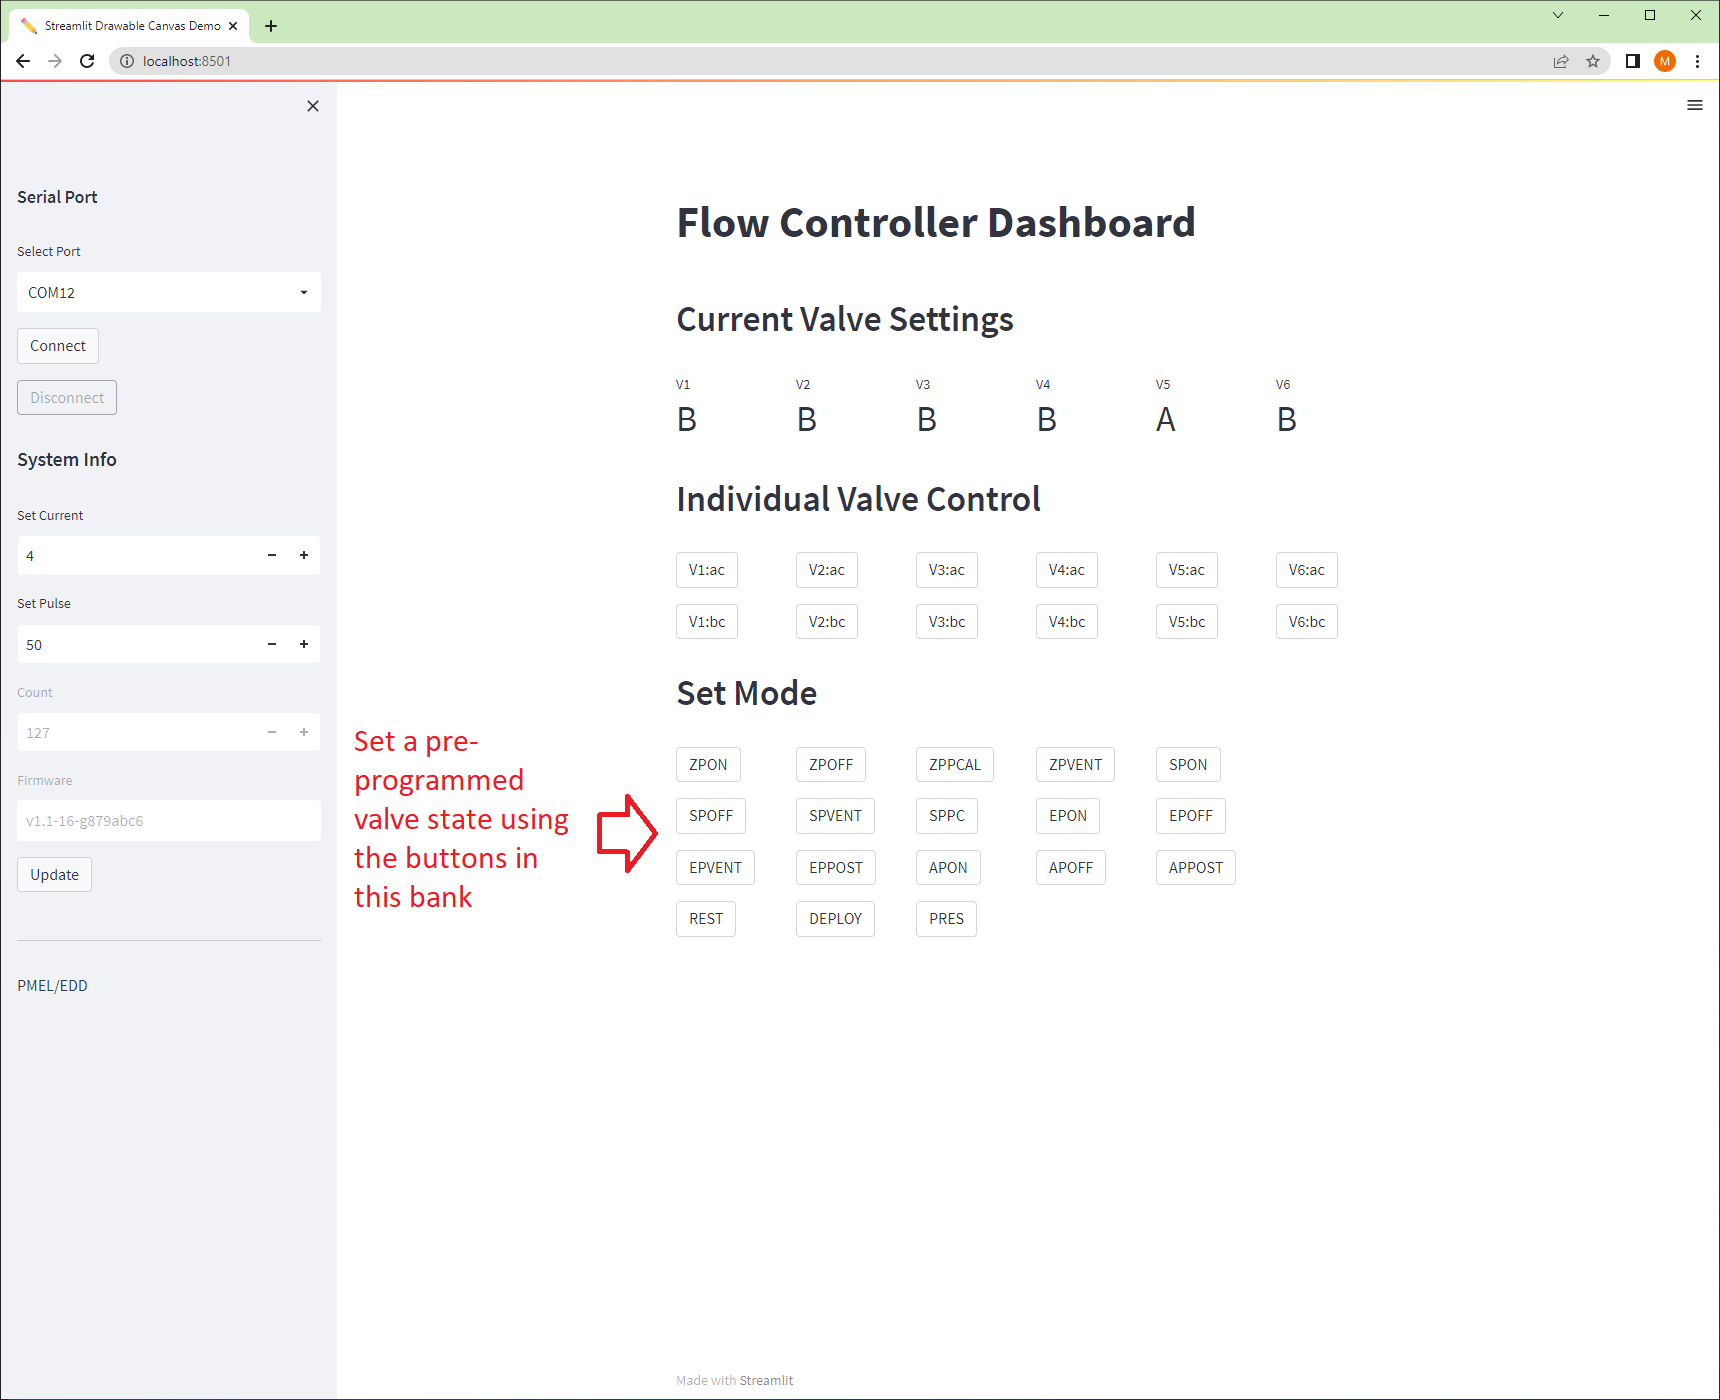 Streamlit Drawable Canvas Demo
localhost:8501
M
Serial Port
Select Port
COM12
Connect
Disconnect
System Info
Set Current
4
Set Pulse
50
Count
127
Firmware
v1.1-16-g879abc6
Update
PMEL/EDD
Flow Controller Dashboard
Current Valve Settings
V1 V2 V3 V4 V5 V6
B B B B A B
Individual Valve Control
V1:ac V2:ac V3:ac V4:ac V5:ac V6:ac
V1:bc V2:bc V3:bc V4:bc V5:bc V6:bc
Set Mode
Set a pre-
programmed
valve state using
the buttons in
this bank
ZPON ZPOFF ZPPCAL ZPVENT SPON
SPOFF SPVENT SPPC EPON EPOFF
EPVENT EPPOST APON APOFF APPOST
REST DEPLOY PRES
Made with Streamlit